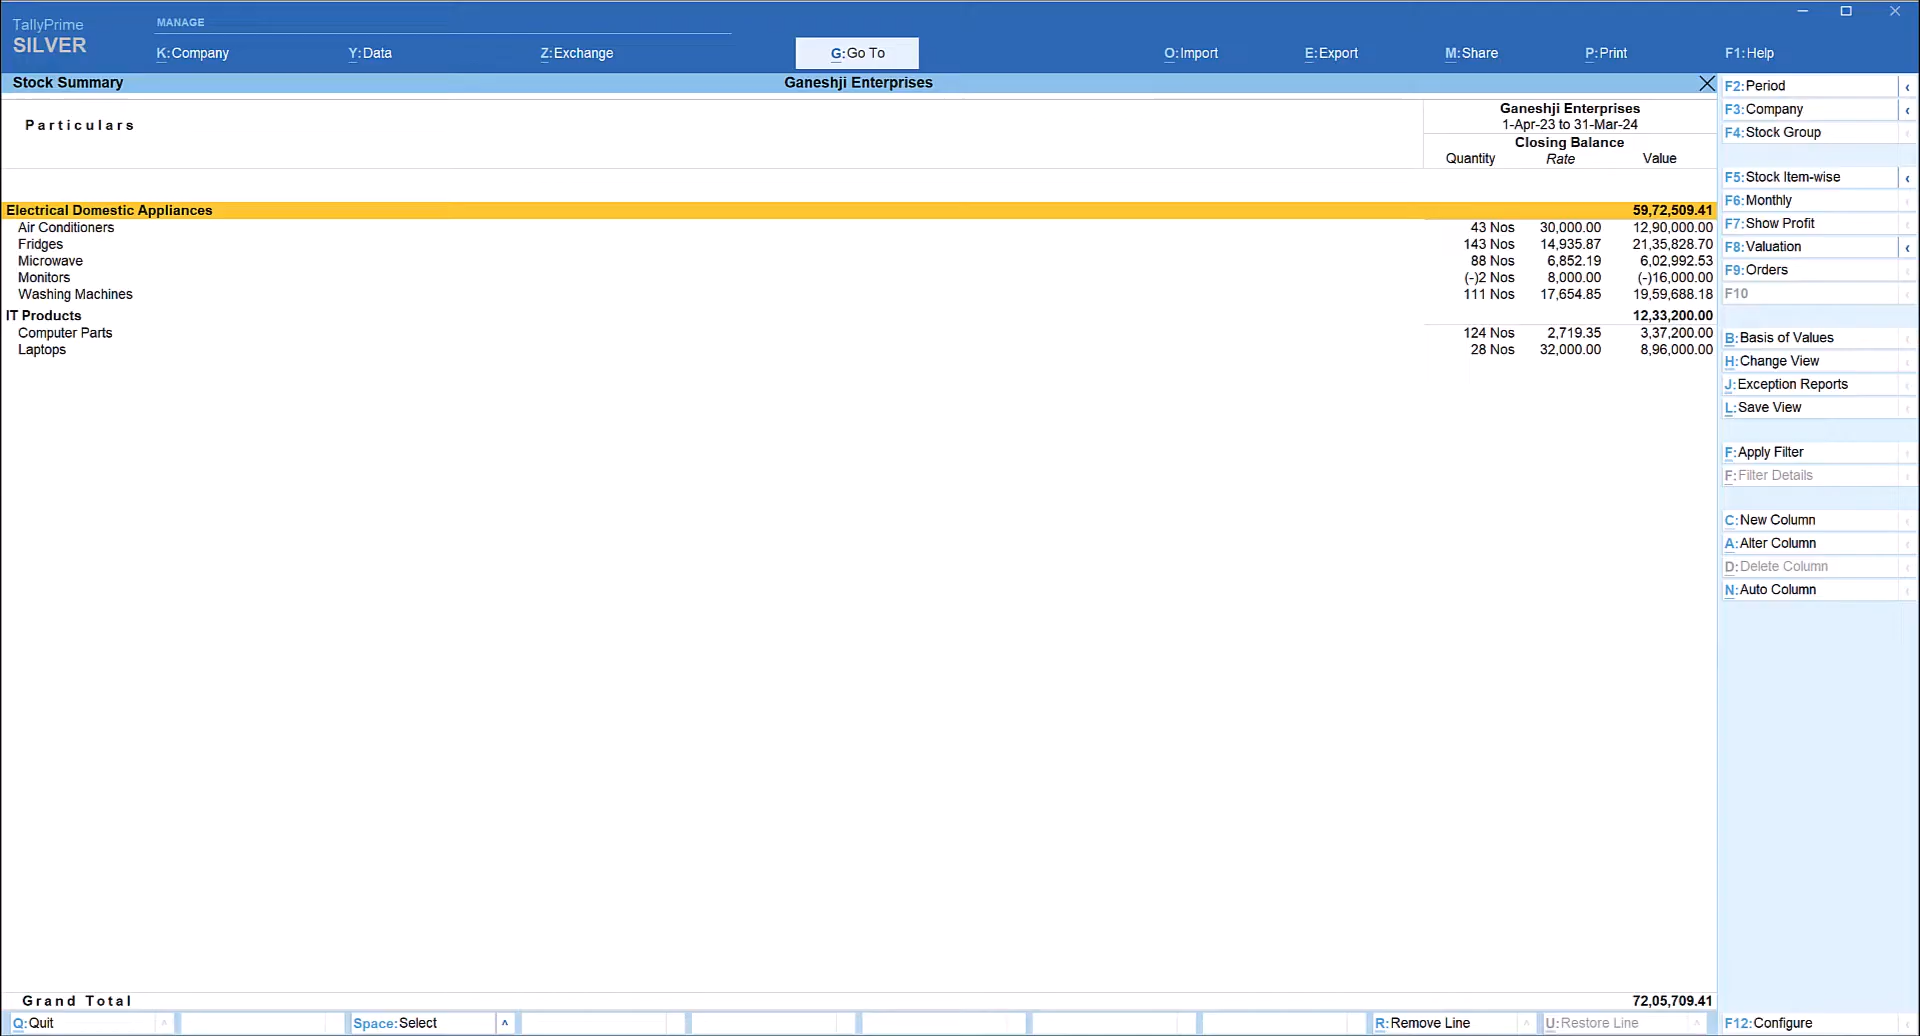 TallyPrime
SILVER
MANAGE
K:Company Y:Data Z:Exchange G:Go To O:Import E:Export M:Share P:Print F1:Help
Stock Summary Ganeshji Enterprises
Particulars
Ganeshji Enterprises
1-Apr-23 to 31-Mar-24
Closing Balance
Quantity Rate Value
Electrical Domestic Appliances 59,72,509.41
Air Conditioners 43 Nos 30,000.00 12,90,000.00
Fridges 143 Nos 14,935.87 21,35,828.70
Microwave 88 Nos 6,852.19 6,02,992.53
Monitors (-)2 Nos 8,000.00 (-)16,000.00
Washing Machines 111 Nos 17,654.85 19,59,688.18
IT Products 12,33,200.00
Computer Parts 124 Nos 2,719.35 3,37,200.00
Laptops 28 Nos 32,000.00 8,96,000.00
Grand Total 72,05,709.41
F2:Period
F3:Company
F4:Stock Group
F5:Stock Item-wise
F6:Monthly
F7:Show Profit
F8:Valuation
F9:Orders
F10
B:Basis of Values
H:Change View
J:Exception Reports
L:Save View
F:Apply Filter
F:Filter Details
C:New Column
A:Alter Column
D:Delete Column
N:Auto Column
Q:Quit Space:Select R:Remove Line U:Restore Line F12:Configure